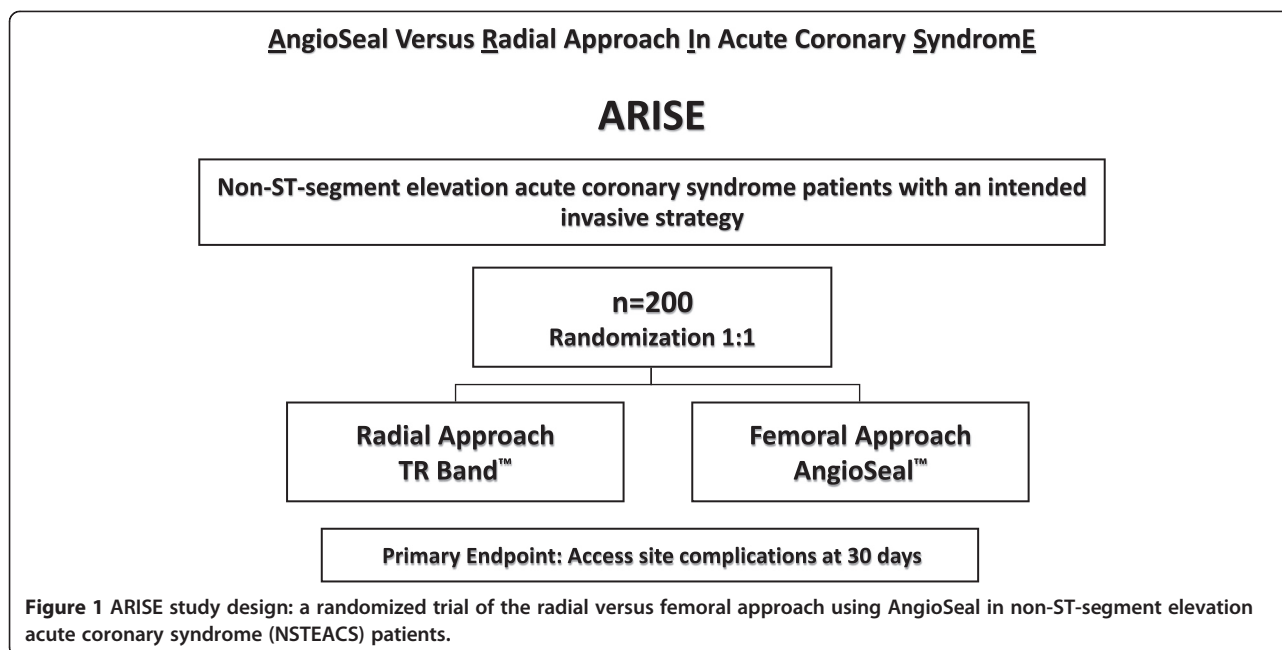 AngioSeal Versus Radial Approach In Acute Coronary SyndromE
ARISE
Non-ST-segment elevation acute coronary syndrome patients with an intended
invasive strategy
n=200
Randomization 1:1
Radial Approach
TR Band™
Femoral Approach
AngioSeal™
Primary Endpoint: Access site complications at 30 days
Figure 1 ARISE study design: a randomized trial of the radial versus femoral approach using AngioSeal in non-ST-segment elevation
acute coronary syndrome (NSTEACS) patients.